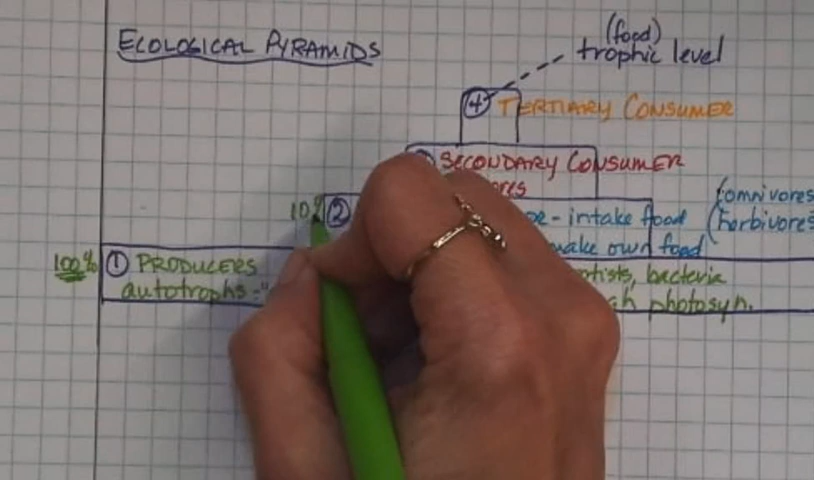 ECOLOGICAL PYRAMIDS
(food)
trophic level
4 TERTIARY CONSUMER
SECONDARY CONSUMER
10% 2 - intake food (omnivores
make own food (herbivores
100% 1 PRODUCERS bacteria
autotrophs = " photosyn.